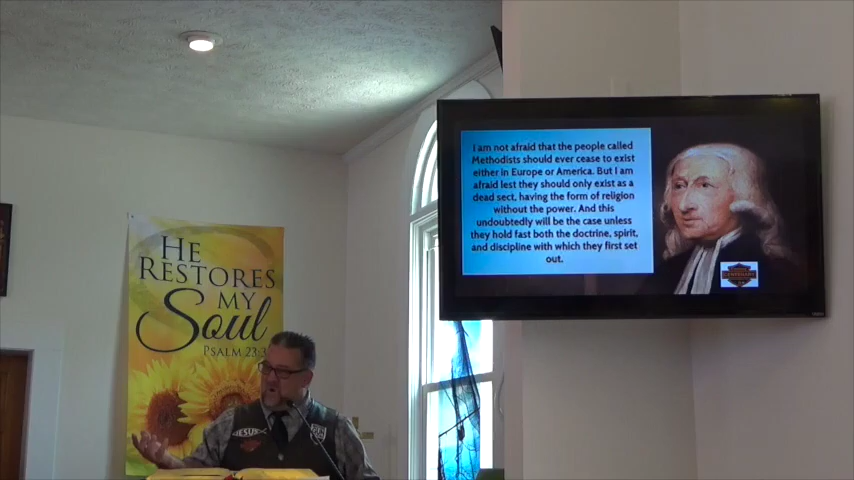 I am not afraid that the people called
Methodists should ever cease to exist
either in Europe or America. But I am
afraid lest they should only exist as a
dead sect, having the form of religion
without the power. And this
undoubtedly will be the case unless
they hold fast both the doctrine, spirit,
and discipline with which they first set
out.
HE
RESTORES
MY
Soul
PSALM 23:3
JESUS